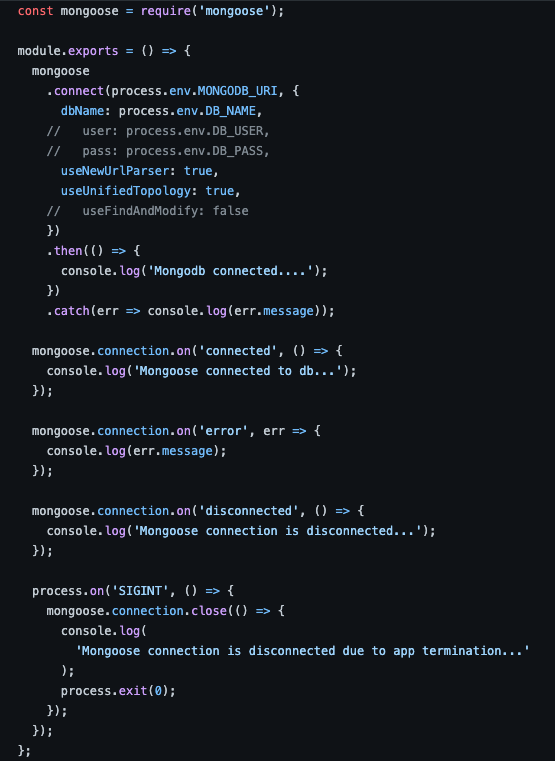 const mongoose = require('mongoose');

module.exports = () => {
  mongoose
    .connect(process.env.MONGODB_URI, {
      dbName: process.env.DB_NAME,
    //   user: process.env.DB_USER,
    //   pass: process.env.DB_PASS,
      useNewUrlParser: true,
      useUnifiedTopology: true,
    //   useFindAndModify: false
    })
    .then(() => {
      console.log('Mongodb connected....');
    })
    .catch(err => console.log(err.message));

  mongoose.connection.on('connected', () => {
    console.log('Mongoose connected to db...');
  });

  mongoose.connection.on('error', err => {
    console.log(err.message);
  });

  mongoose.connection.on('disconnected', () => {
    console.log('Mongoose connection is disconnected...');
  });

  process.on('SIGINT', () => {
    mongoose.connection.close(() => {
      console.log(
        'Mongoose connection is disconnected due to app termination...'
      );
      process.exit(0);
    });
  });
};